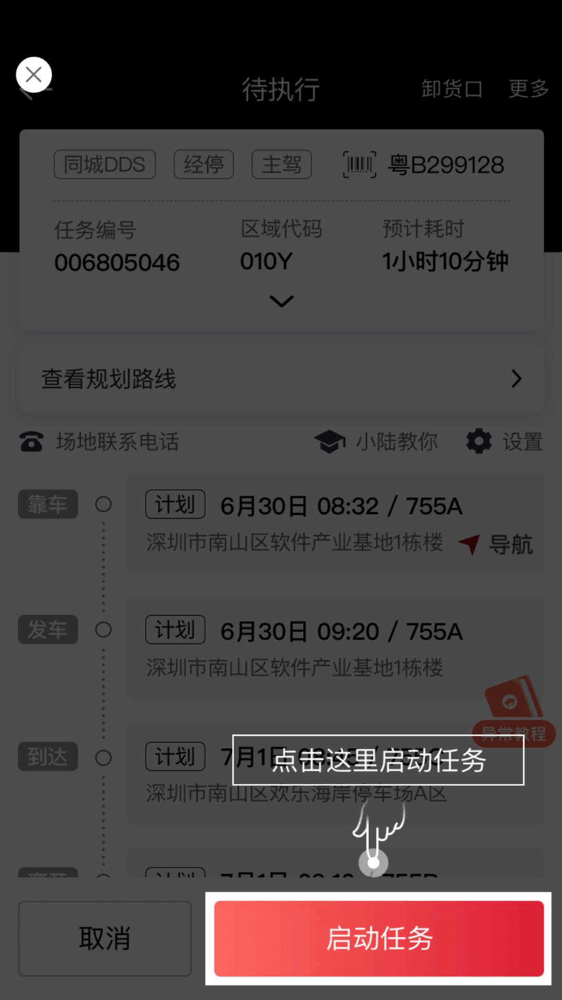 待执行 卸货口 更多
同城DDS 经停 主驾 粤B299128
任务编号 区域代码 预计耗时
006805046 010Y 1小时10分钟
查看规划路线
场地联系电话 小陆教你 设置
靠车 计划 6月30日 08:32 / 755A
深圳市南山区软件产业基地1栋楼 导航
发车 计划 6月30日 09:20 / 755A
深圳市南山区软件产业基地1栋楼
异常教程
到达 计划 7月1日
点击这里启动任务
深圳市南山区欢乐海岸停车场A区
计划 7月1日
取消 启动任务